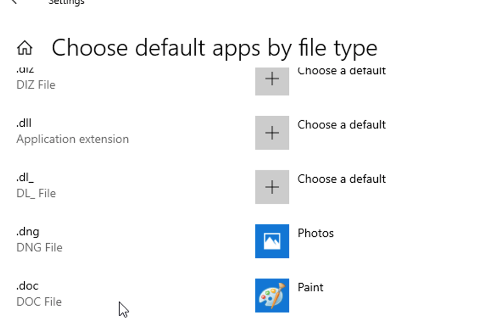 Settings
Choose default apps by file type
.diz
Choose a default
DIZ File
.dll
Choose a default
Application extension
.dl_
Choose a default
DL_ File
.dng
Photos
DNG File
.doc
Paint
DOC File